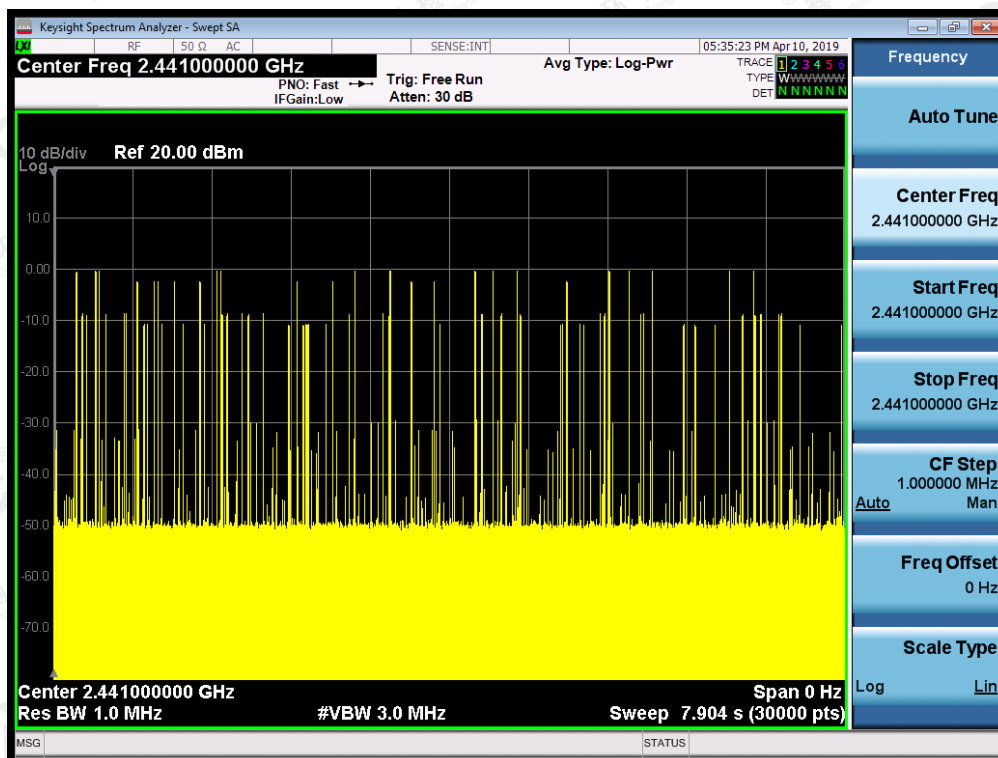 Keysight Spectrum Analyzer - Swept SA
LXI RF 50 Ω AC SENSE:INT 05:35:23 PM Apr 10, 2019
Center Freq 2.441000000 GHz
PNO: Fast
IFGain:Low
Trig: Free Run
Atten: 30 dB
Avg Type: Log-Pwr
TRACE 1 2 3 4 5 6
TYPE W W W W W W
DET N N N N N N
10 dB/div Ref 20.00 dBm
Log
10.0
0.00
-10.0
-20.0
-30.0
-40.0
-50.0
-60.0
-70.0
Center 2.441000000 GHz Span 0 Hz
Res BW 1.0 MHz #VBW 3.0 MHz Sweep 7.904 s (30000 pts)
MSG STATUS
Frequency
Auto Tune
Center Freq
2.441000000 GHz
Start Freq
2.441000000 GHz
Stop Freq
2.441000000 GHz
CF Step
1.000000 MHz
Auto Man
Freq Offset
0 Hz
Scale Type
Log Lin